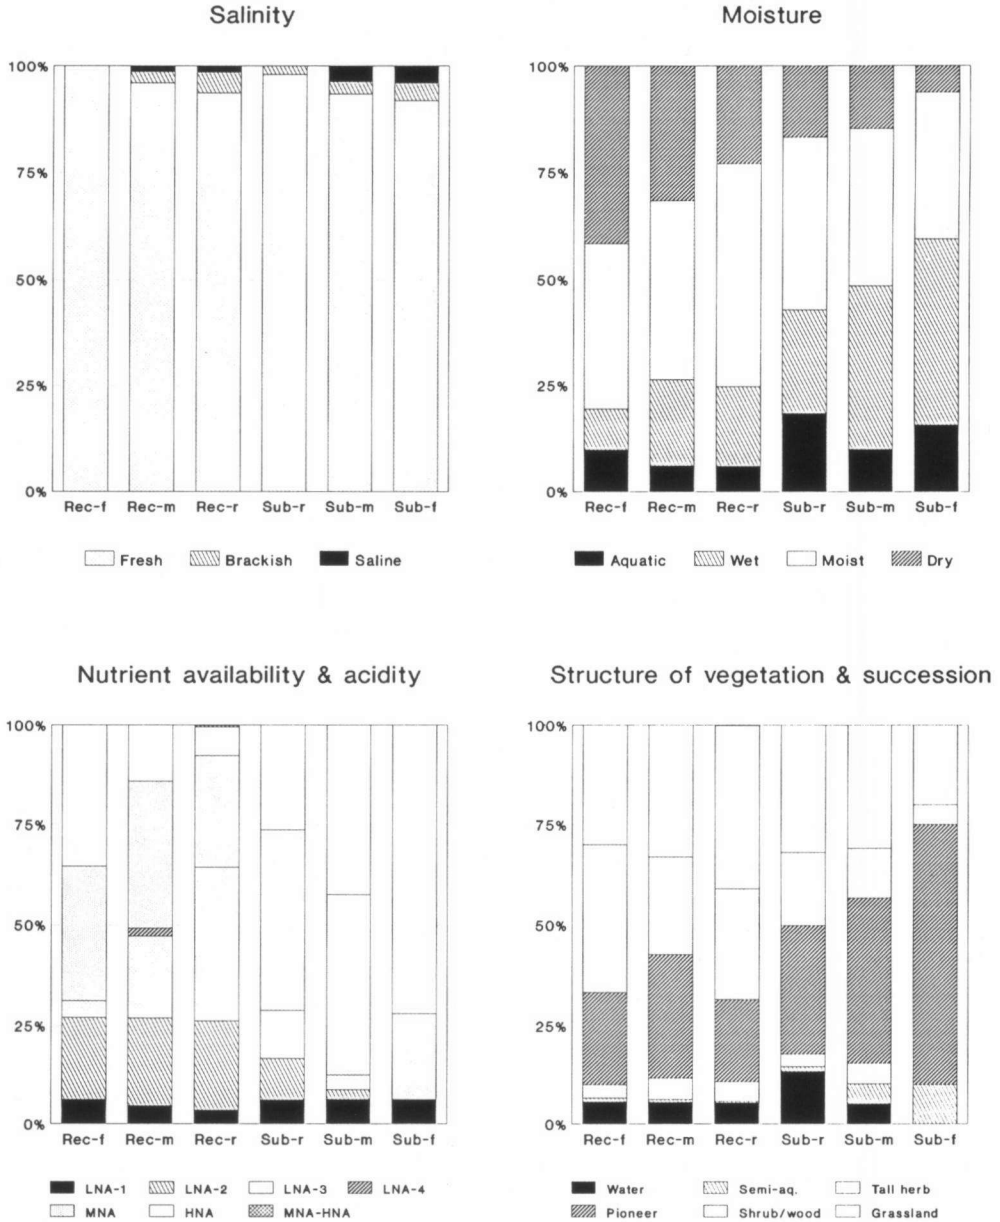 Salinity
100%
75%
50%
25%
0%
Rec-f Rec-m Rec-r Sub-r Sub-m Sub-f
Fresh Brackish Saline
Moisture
100%
75%
50%
25%
0%
Rec-f Rec-m Rec-r Sub-r Sub-m Sub-f
Aquatic Wet Moist Dry
Nutrient availability & acidity
100%
75%
50%
25%
0%
Rec-f Rec-m Rec-r Sub-r Sub-m Sub-f
LNA-1 LNA-2 LNA-3 LNA-4
MNA HNA MNA-HNA
Structure of vegetation & succession
100%
75%
50%
25%
0%
Rec-f Rec-m Rec-r Sub-r Sub-m Sub-f
Water Semi-aq. Tall herb
Pioneer Shrub/wood Grassland